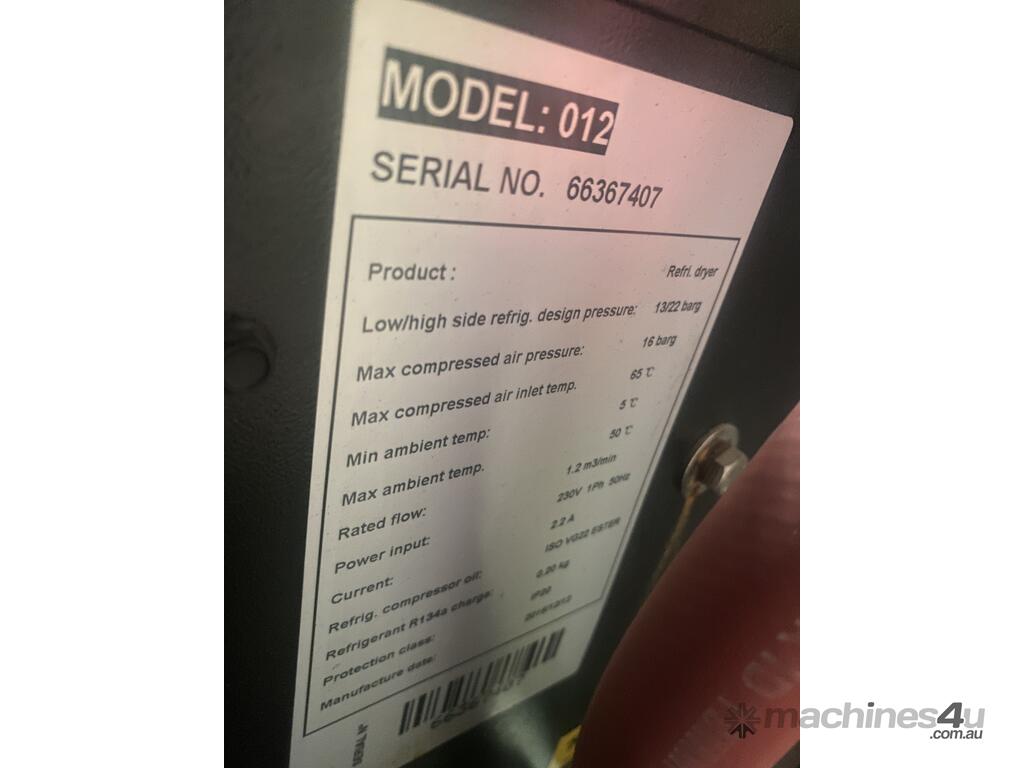 MODEL: 012
SERIAL NO. 66367407
Product : Refri. dryer
Low/high side refrig. design pressure: 13/22 barg
Max compressed air pressure: 16 barg
Max compressed air inlet temp. 65 ℃
Min ambient temp: 5 ℃
Max ambient temp. 50 ℃
Rated flow: 1.2 m3/min
Power input: 230V 1Ph 50Hz
Current: 2.2 A
Refrig. compressor oil: ISO VG22 ESTER
Refrigerant R134a charge: 0,20 kg
Protection class: IP20
Manufacture date:
SERIAL Nº
machines4u
.com.au